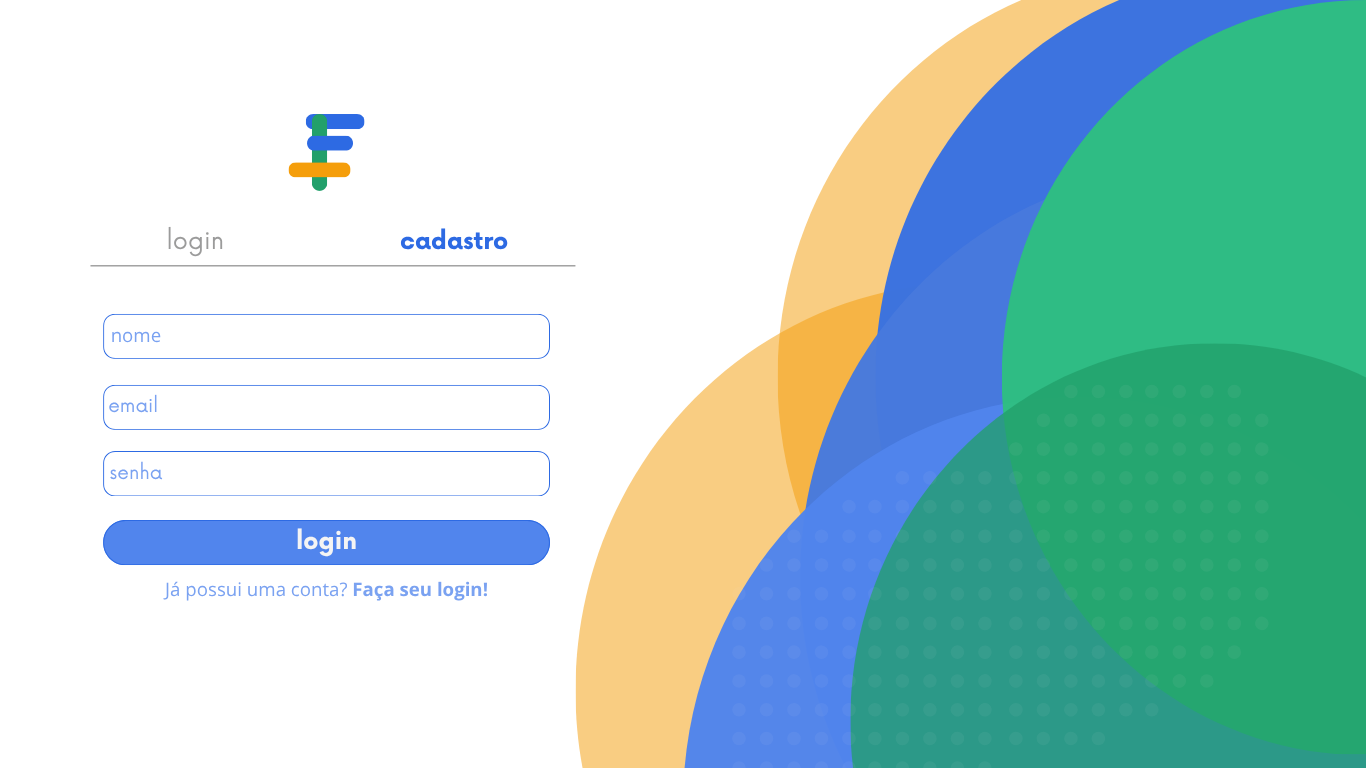 login cadastro
nome
email
senha
login
Já possui uma conta? Faça seu login!